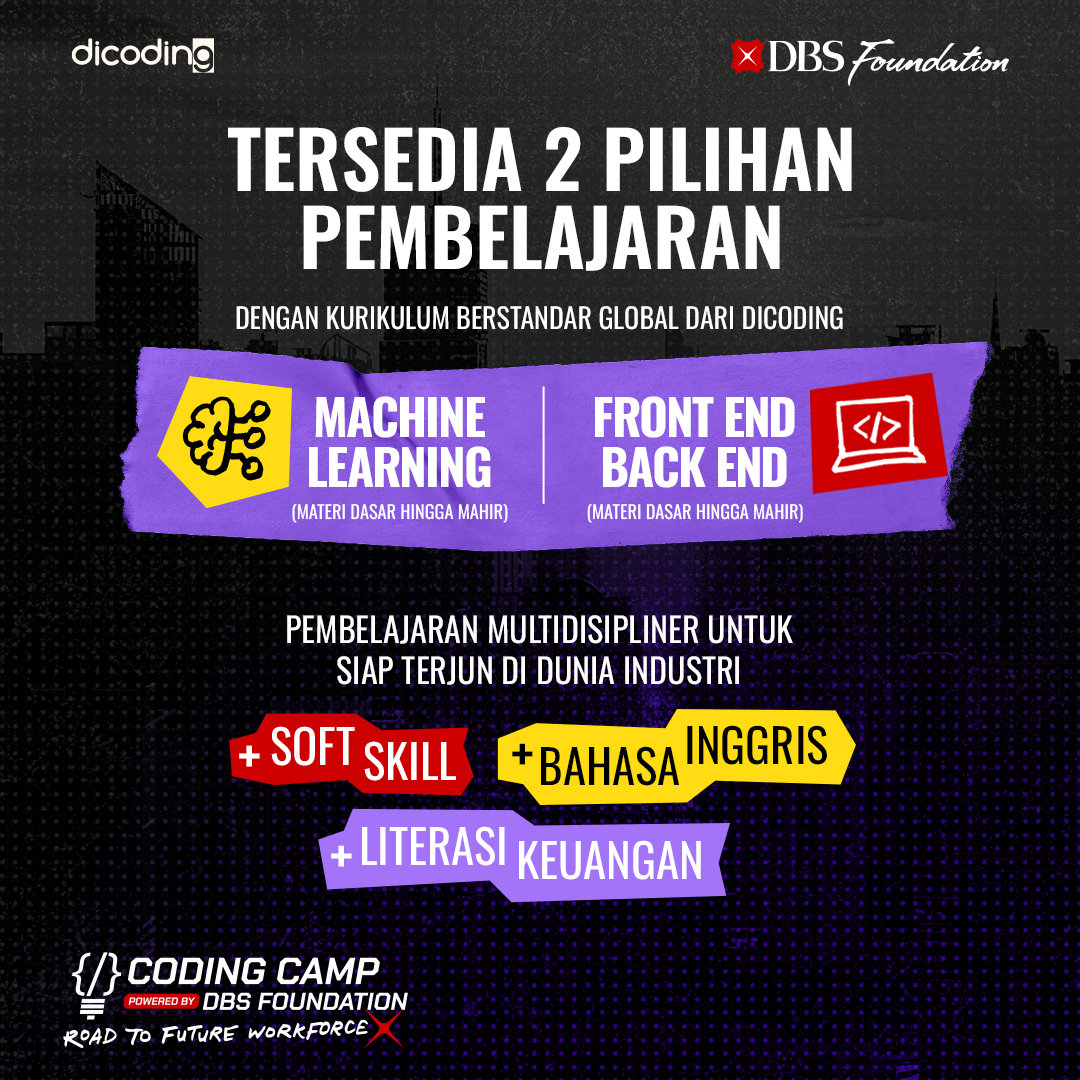 dicoding
DBS Foundation
TERSEDIA 2 PILIHAN
PEMBELAJARAN
DENGAN KURIKULUM BERSTANDAR GLOBAL DARI DICODING
MACHINE
LEARNING
(MATERI DASAR HINGGA MAHIR)
FRONT END
BACK END
(MATERI DASAR HINGGA MAHIR)
</>
PEMBELAJARAN MULTIDISIPLINER UNTUK
SIAP TERJUN DI DUNIA INDUSTRI
+ SOFT SKILL
+ BAHASA INGGRIS
+ LITERASI KEUANGAN
{/} CODING CAMP
POWERED BY DBS FOUNDATION
ROAD TO FUTURE WORKFORCE